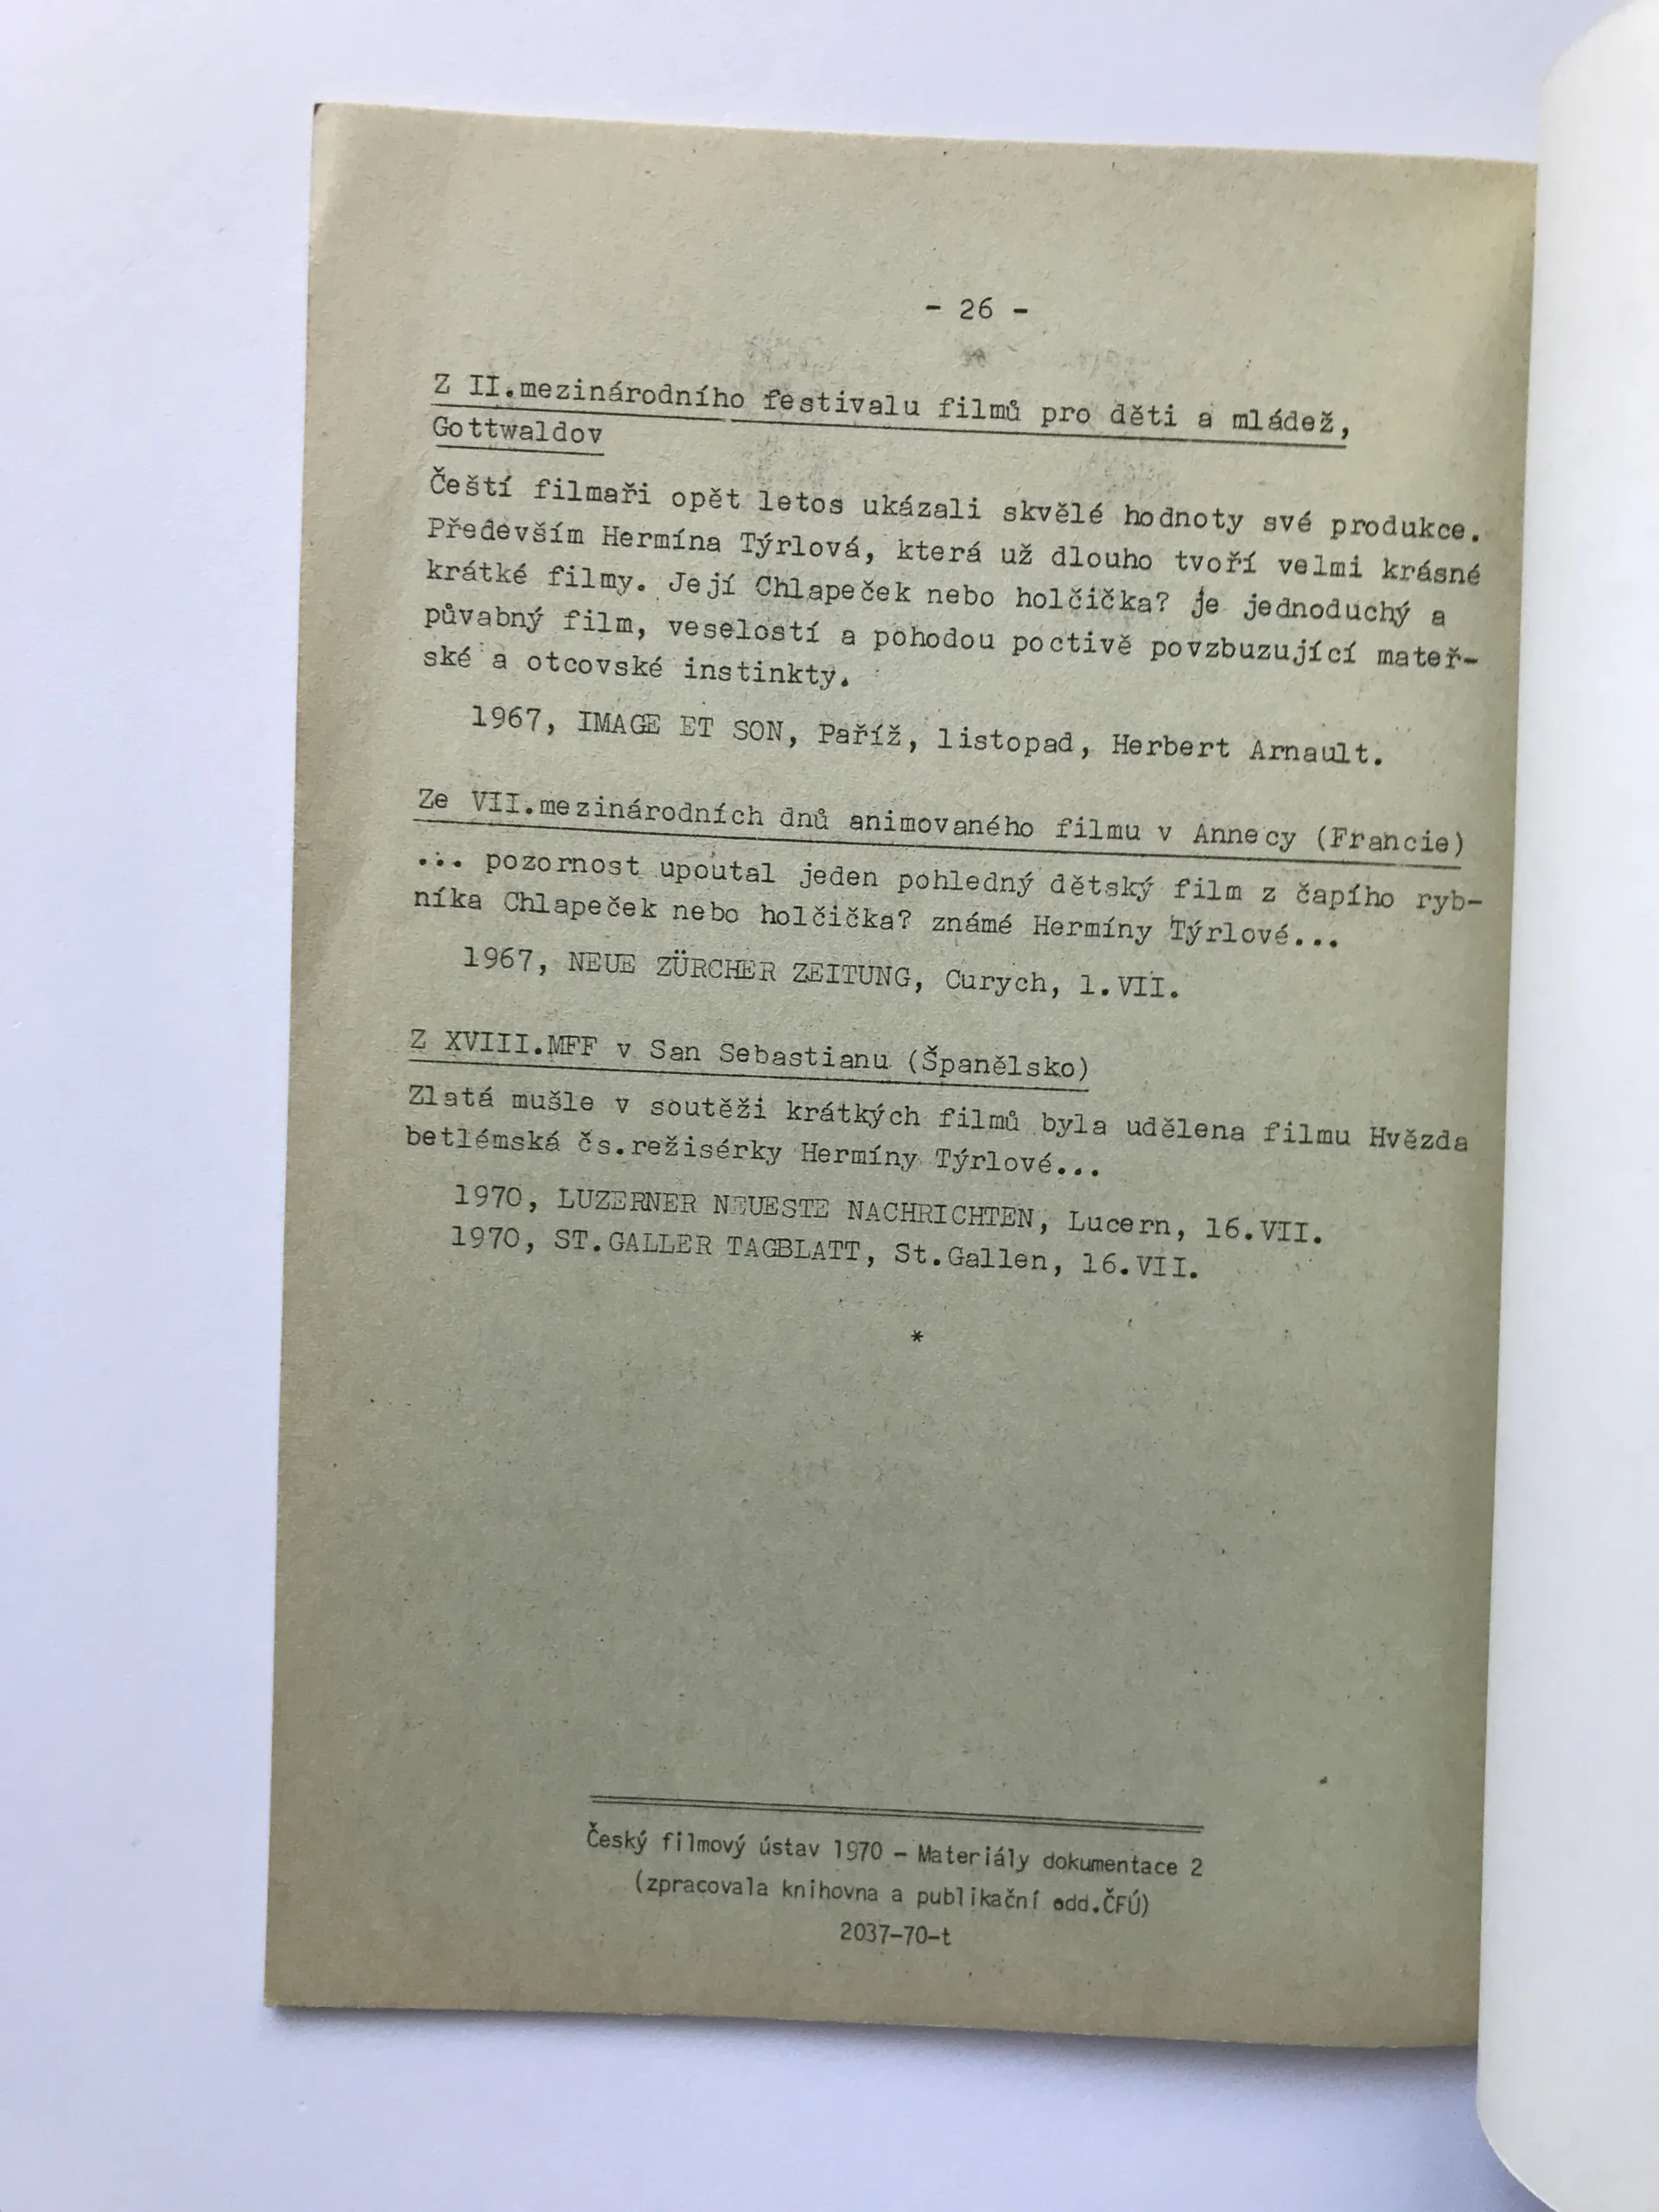 - 26 -
Z II.mezinárodního festivalu filmů pro děti a mládež,
Gottwaldov
Čeští filmaři opět letos ukázali skvělé hodnoty své produkce.
Především Hermína Týrlová, která už dlouho tvoří velmi krásné
krátké filmy. Její Chlapeček nebo holčička? je jednoduchý a
půvabný film, veselostí a pohodou poctivě povzbuzující mateř-
ské a otcovské instinkty.
1967, IMAGE ET SON, Paříž, listopad, Herbert Arnault.
Ze VII.mezinárodních dnů animovaného filmu v Annecy (Francie)
... pozornost upoutal jeden pohledný dětský film z čapího ryb-
níka Chlapeček nebo holčička? známé Hermíny Týrlové...
1967, NEUE ZÜRCHER ZEITUNG, Curych, 1.VII.
Z XVIII.MFF v San Sebastianu (Španělsko)
Zlatá mušle v soutěži krátkých filmů byla udělena filmu Hvězda
betlémská čs.režisérky Hermíny Týrlové...
1970, LUZERNER NEUESTE NACHRICHTEN, Lucern, 16.VII.
1970, ST.GALLER TAGBLATT, St.Gallen, 16.VII.
*
Český filmový ústav 1970 - Materiály dokumentace 2
(zpracovala knihovna a publikační odd.ČFÚ)
2037-70-t